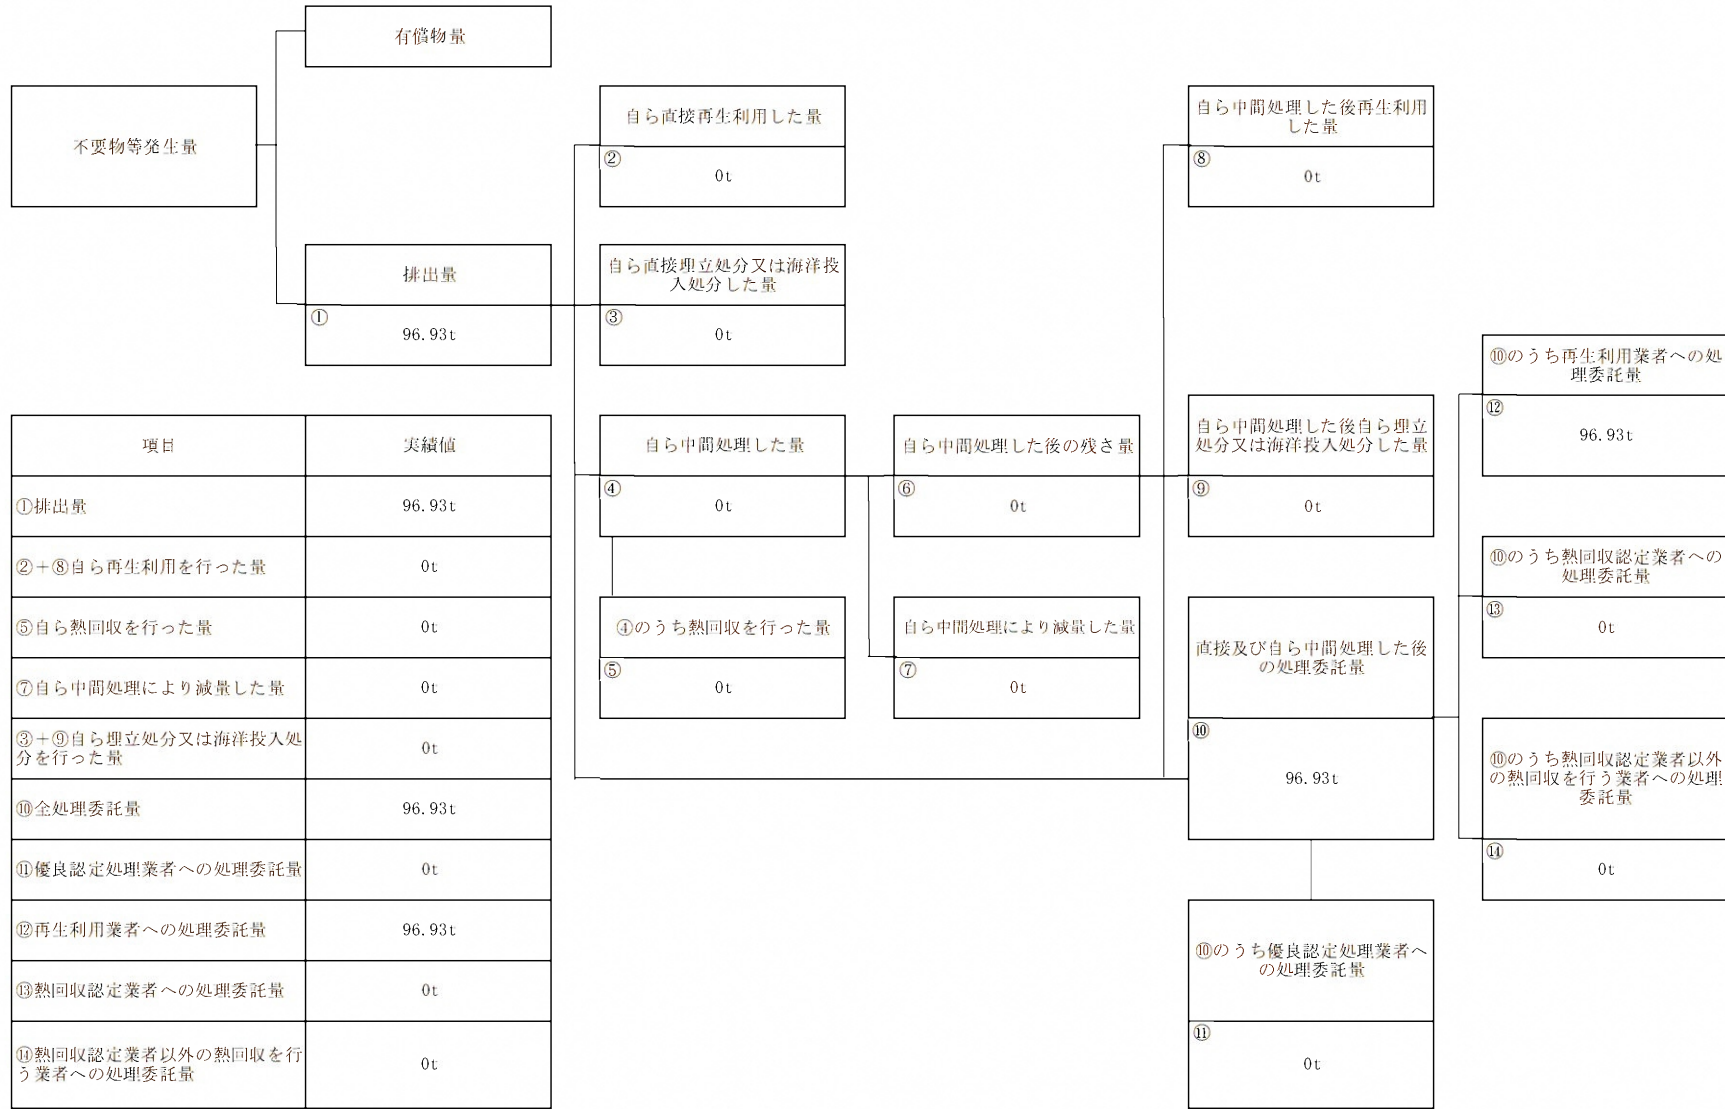 有償物量
不要物等発生量
自ら直接再生利用した量
②
0t
自ら中間処理した後再生利用
した量
⑧
0t
排出量
①
96.93t
自ら直接埋立処分又は海洋投
入処分した量
③
0t
⑩のうち再生利用業者への処
理委託量
⑫
96.93t
自ら中間処理した量
④
0t
自ら中間処理した後の残さ量
⑥
0t
自ら中間処理した後自ら埋立
処分又は海洋投入処分した量
⑨
0t
⑩のうち熱回収認定業者への
処理委託量
⑬
0t
④のうち熱回収を行った量
⑤
0t
自ら中間処理により減量した量
⑦
0t
直接及び自ら中間処理した後
の処理委託量
⑩
96.93t
⑩のうち熱回収認定業者以外
の熱回収を行う業者への処理
委託量
⑭
0t
⑩のうち優良認定処理業者へ
の処理委託量
⑪
0t
項目 実績値
①排出量 96.93t
②+⑧自ら再生利用を行った量 0t
⑤自ら熱回収を行った量 0t
⑦自ら中間処理により減量した量 0t
③+⑨自ら埋立処分又は海洋投入処
分を行った量 0t
⑩全処理委託量 96.93t
⑪優良認定処理業者への処理委託量 0t
⑫再生利用業者への処理委託量 96.93t
⑬熱回収認定業者への処理委託量 0t
⑭熱回収認定業者以外の熱回収を行
う業者への処理委託量 0t